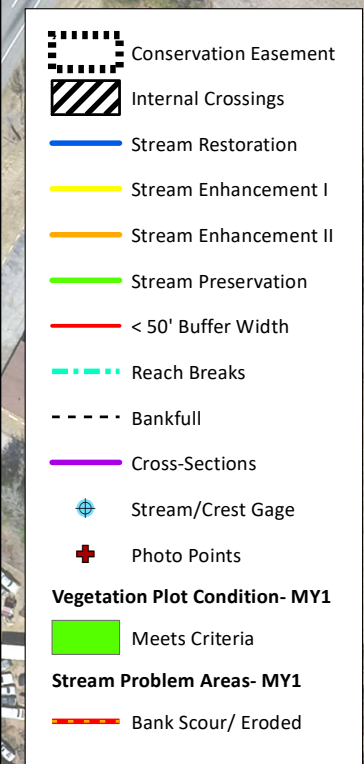 Conservation Easement
Internal Crossings
Stream Restoration
Stream Enhancement I
Stream Enhancement II
Stream Preservation
< 50' Buffer Width
Reach Breaks
Bankfull
Cross-Sections
Stream/Crest Gage
Photo Points
Vegetation Plot Condition- MY1
Meets Criteria
Stream Problem Areas- MY1
Bank Scour/ Eroded